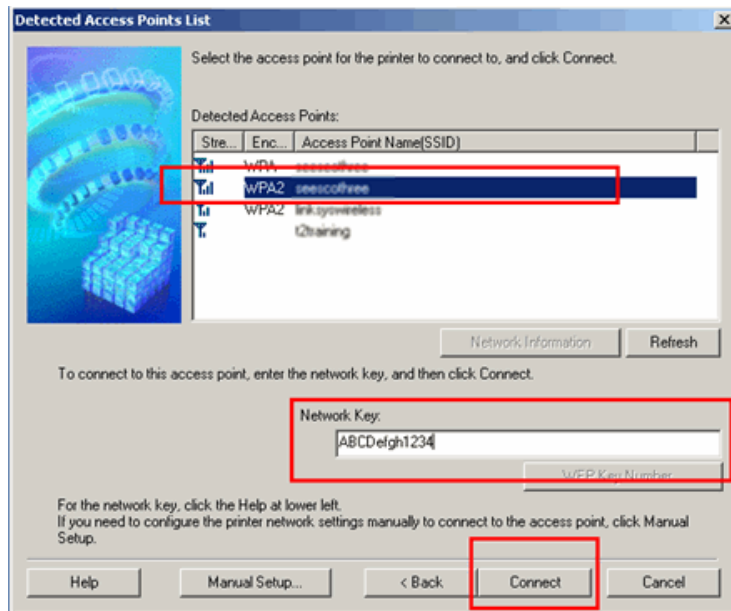 Detected Access Points List
Select the access point for the printer to connect to, and click Connect.
Detected Access Points:
Stre... Enc... Access Point Name(SSID)
WPA
WPA2 seescothree
WPA2 linksyswireless
t2training
Network Information Refresh
To connect to this access point, enter the network key, and then click Connect.
Network Key:
ABCDefgh1234
WEP Key Number
For the network key, click the Help at lower left.
If you need to configure the printer network settings manually to connect to the access point, click Manual
Setup.
Help Manual Setup... < Back Connect Cancel